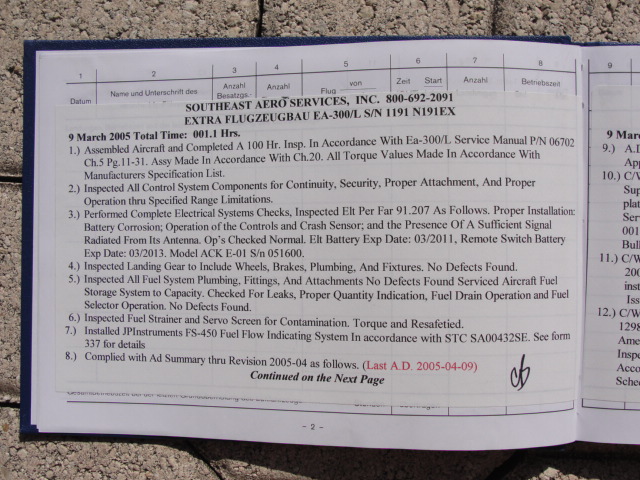 1 2 3 4 5 6 7 8 9
Datum Name und Unterschrift des Anzahl Besatzgs- Anzahl Flug von Zeit Start Anzahl Betriebszeit
SOUTHEAST AERO SERVICES, INC. 800-692-2091
EXTRA FLUGZEUGBAU EA-300/L S/N 1191 N191EX
9 March 2005 Total Time: 001.1 Hrs.
1.) Assembled Aircraft and Completed A 100 Hr. Insp. In Accordance With Ea-300/L Service Manual P/N 06702
Ch.5 Pg.11-31. Assy Made In Accordance With Ch.20. All Torque Values Made In Accordance With
Manufacturers Specification List.
2.) Inspected All Control System Components for Continuity, Security, Proper Attachment, And Proper
Operation thru Specified Range Limitations.
3.) Performed Complete Electrical Systems Checks, Inspected Elt Per Far 91.207 As Follows. Proper Installation:
Battery Corrosion; Operation of the Controls and Crash Sensor; and the Presence Of A Sufficient Signal
Radiated From Its Antenna. Op's Checked Normal. Elt Battery Exp Date: 03/2011, Remote Switch Battery
Exp Date: 03/2013. Model ACK E-01 S/n 051600.
4.) Inspected Landing Gear to Include Wheels, Brakes, Plumbing, And Fixtures. No Defects Found.
5.) Inspected All Fuel System Plumbing, Fittings, And Attachments No Defects Found Serviced Aircraft Fuel
Storage System to Capacity. Checked For Leaks, Proper Quantity Indication, Fuel Drain Operation and Fuel
Selector Operation. No Defects Found.
6.) Inspected Fuel Strainer and Servo Screen for Contamination. Torque and Resafetied.
7.) Installed JPInstruments FS-450 Fuel Flow Indicating System In accordance with STC SA00432SE. See form
337 for details
8.) Complied with Ad Summary thru Revision 2005-04 as follows. (Last A.D. 2005-04-09)
Continued on the Next Page
- 2 -
9 Marc
9.) A.D
10.) C/W
Sup
plat
Serv
001
Bull
11.) C/W
200
inst
Iss
12.) C/W
1298
Ame
Inspe
Acco
Sche